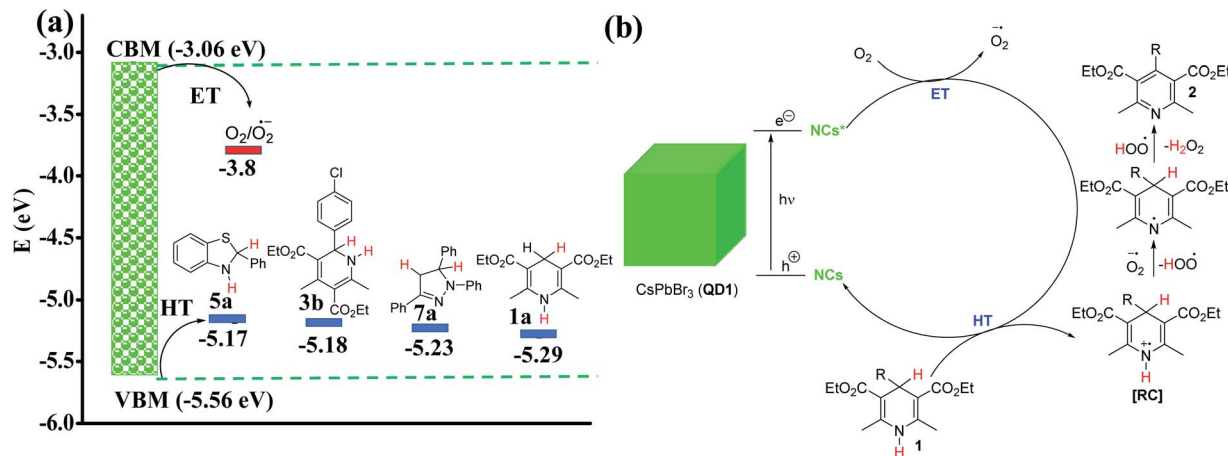 (a)
E (eV)
-3.0
-3.5
-4.0
-4.5
-5.0
-5.5
-6.0
CBM (-3.06 eV)
ET
O2/O2•−
-3.8
Cl
EtO2C
H
N
H
CO2Et
3b
-5.18
S
H
Ph
N
H
5a
HT
-5.17
Ph
H
H
N
Ph
Ph
N
7a
-5.23
H
H
EtO2C
CO2Et
N
H
1a
-5.29
VBM (-5.56 eV)
(b)
O2
O2•−
ET
e⊖
NCs*
hν
h⊕
NCs
CsPbBr3 (QD1)
HT
R
H
EtO2C
CO2Et
N
H
1
R
EtO2C
CO2Et
2
N
HOO•
-H2O2
R
H
EtO2C
CO2Et
N
O2•−
-HOO•
R
H
EtO2C
CO2Et
N
H
[RC]